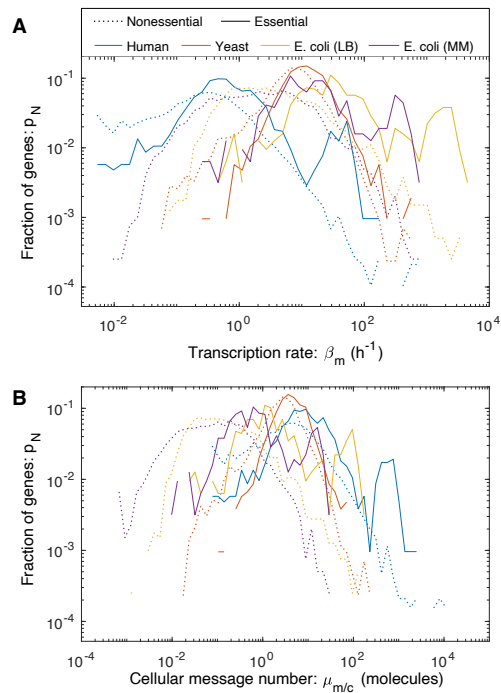 A
Nonessential Essential
Human Yeast E. coli (LB) E. coli (MM)
10^-1
10^-2
10^-3
10^-4
Fraction of genes: p_N
10^-2 10^0 10^2 10^4
Transcription rate: β_m (h^-1)
B
10^-1
10^-2
10^-3
10^-4
Fraction of genes: p_N
10^-4 10^-2 10^0 10^2 10^4
Cellular message number: μ_m/c (molecules)